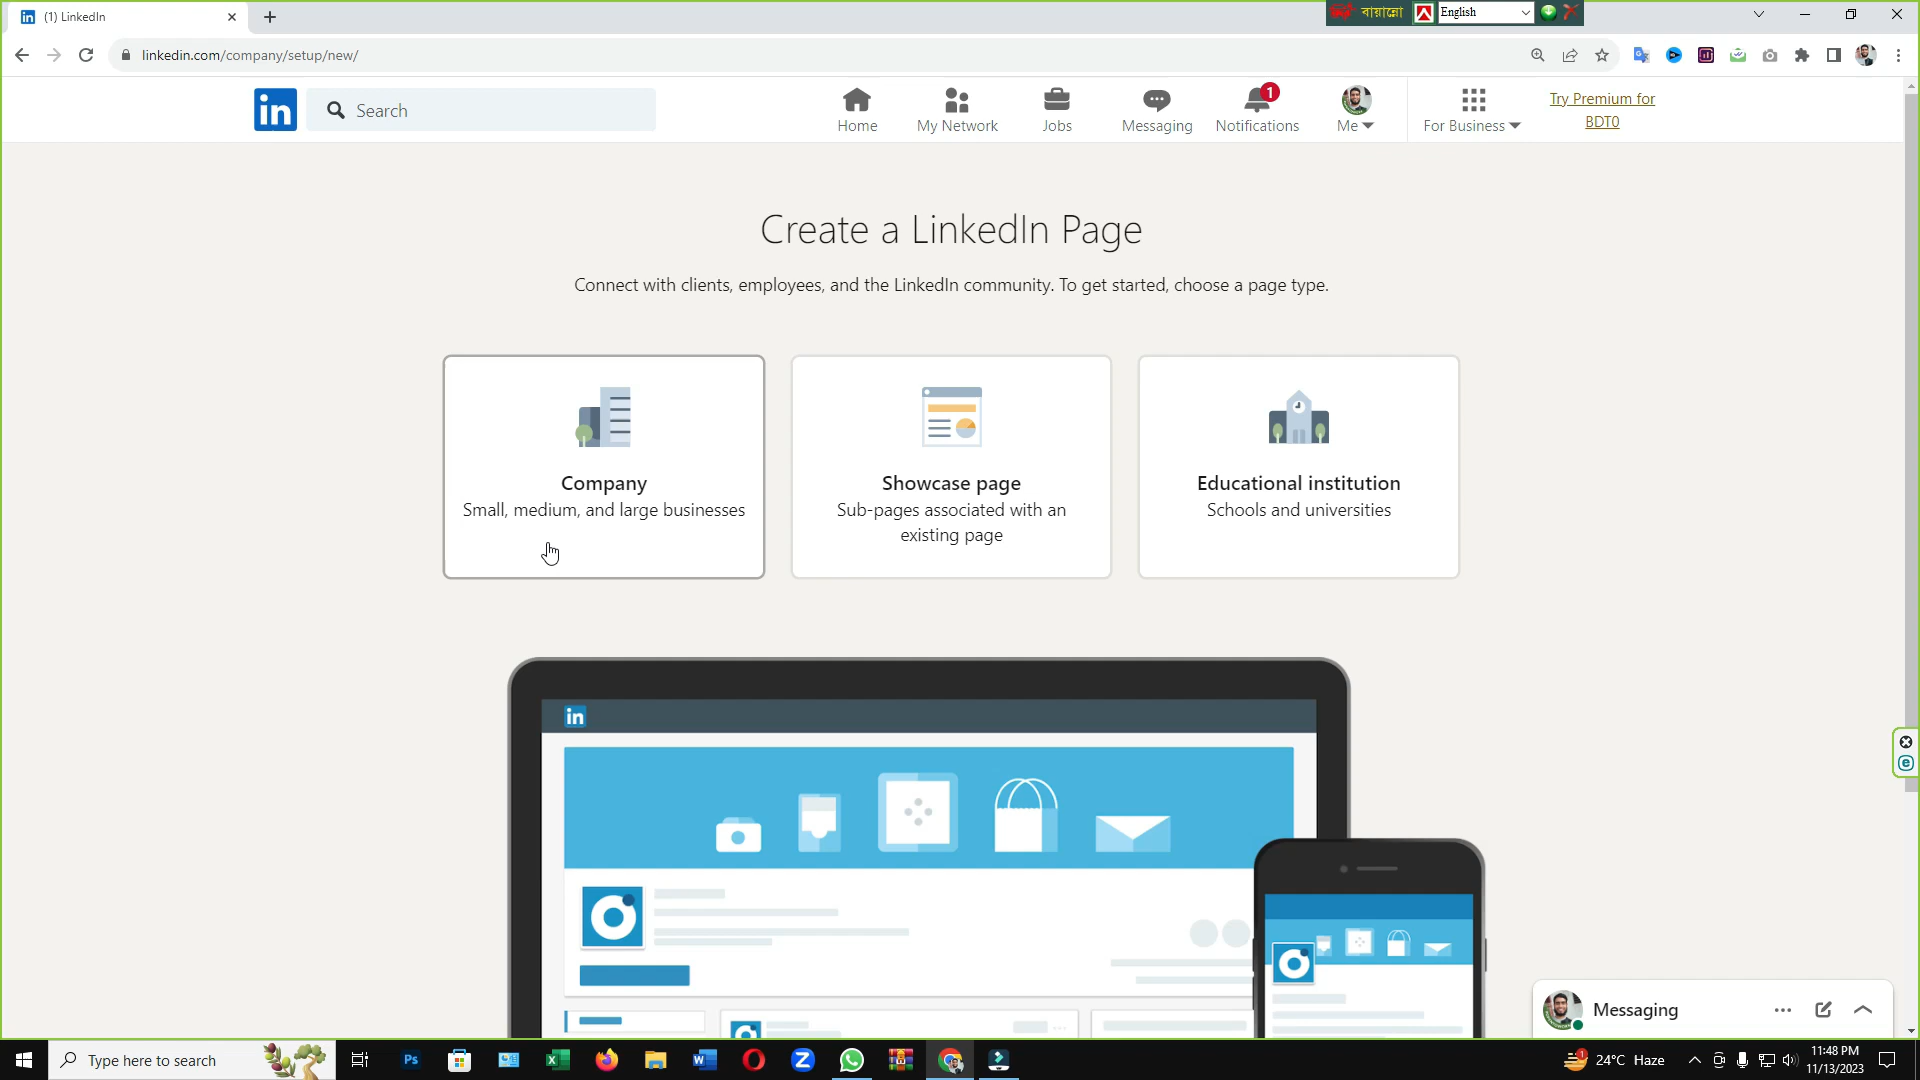 (1) LinkedIn
বায়ান্নো
English
linkedin.com/company/setup/new/
in
Search
Home
My Network
Jobs
Messaging
1
Notifications
Me
For Business
Try Premium for
BDT0
Create a LinkedIn Page
Connect with clients, employees, and the LinkedIn community. To get started, choose a page type.
Company
Small, medium, and large businesses
Showcase page
Sub-pages associated with an
existing page
Educational institution
Schools and universities
in
Messaging
Type here to search
Ps
1
24°C Haze
11:48 PM
11/13/2023